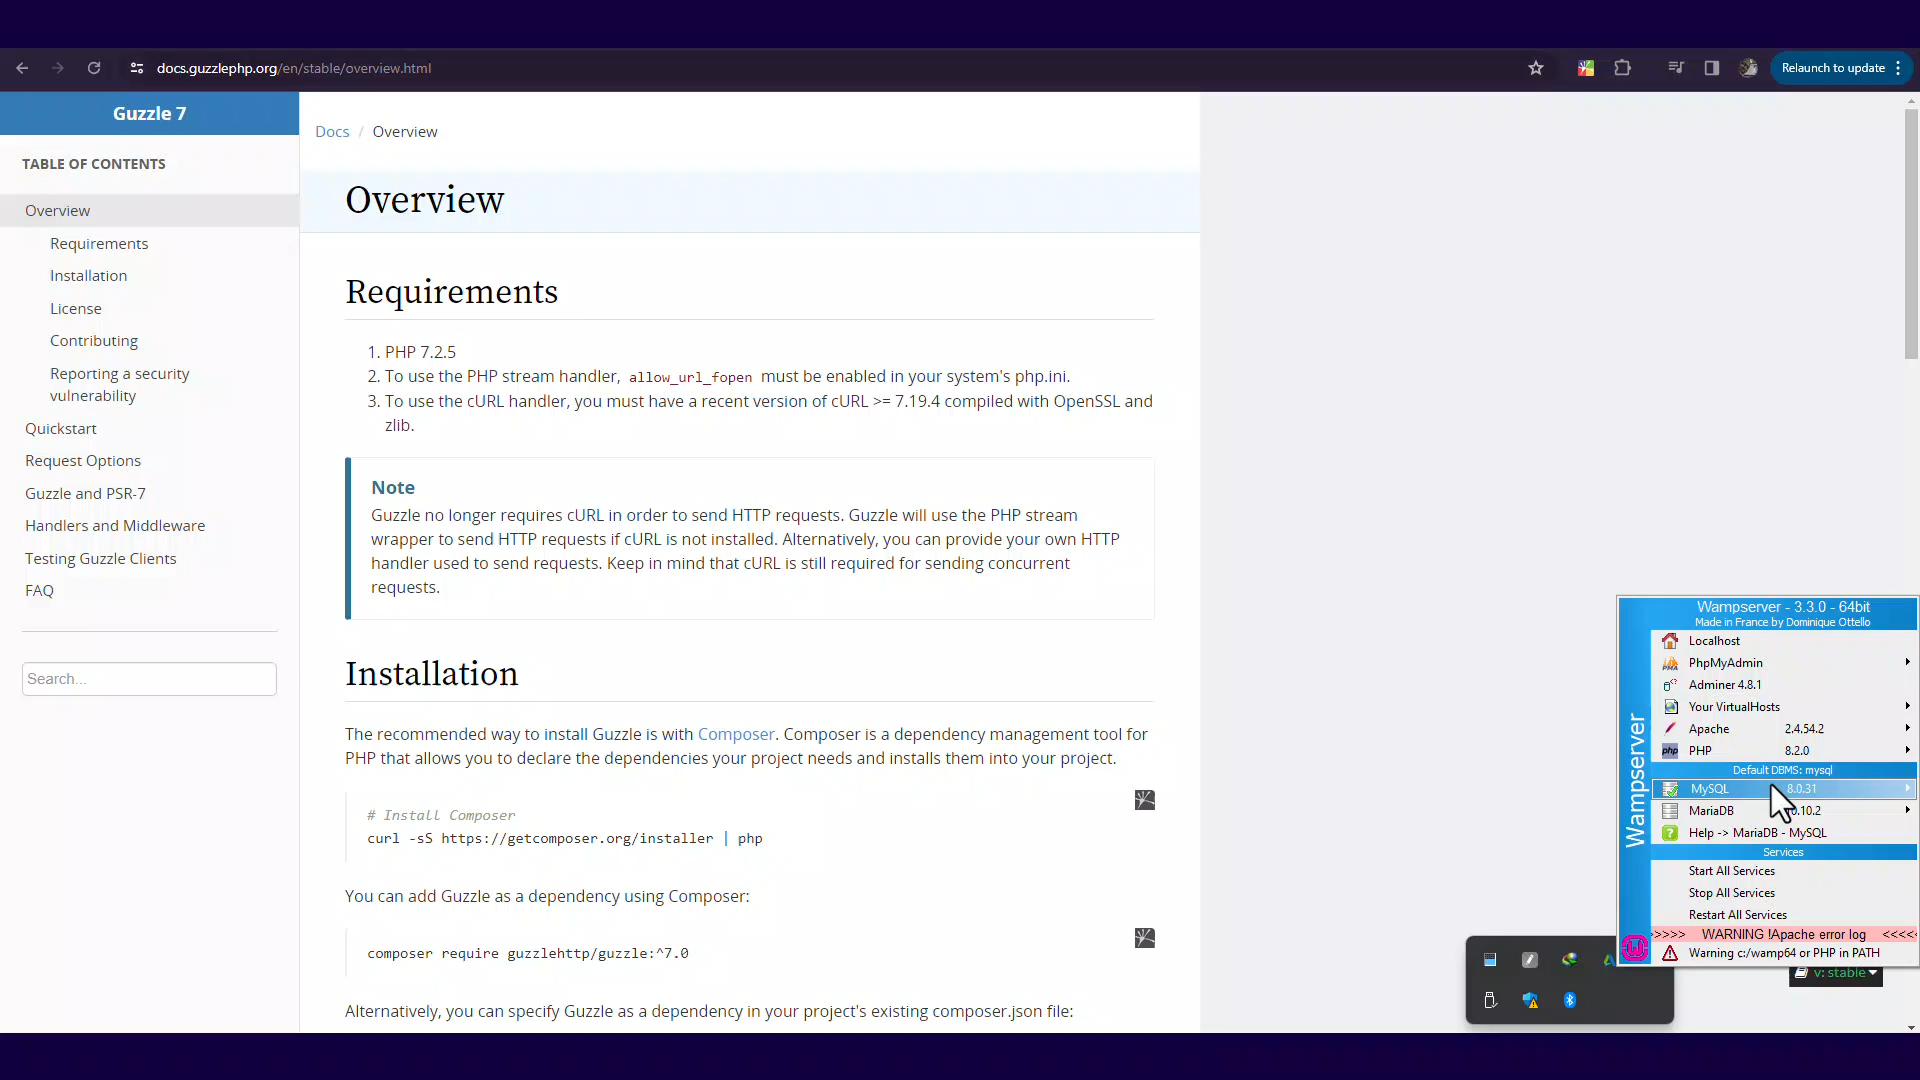 docs.guzzlephp.org/en/stable/overview.html
Relaunch to update
Guzzle 7
TABLE OF CONTENTS
Overview
Requirements
Installation
License
Contributing
Reporting a security
vulnerability
Quickstart
Request Options
Guzzle and PSR-7
Handlers and Middleware
Testing Guzzle Clients
FAQ
Search...
Docs / Overview
Overview
Requirements
1. PHP 7.2.5
2. To use the PHP stream handler, allow_url_fopen must be enabled in your system's php.ini.
3. To use the cURL handler, you must have a recent version of cURL >= 7.19.4 compiled with OpenSSL and
zlib.
Note
Guzzle no longer requires cURL in order to send HTTP requests. Guzzle will use the PHP stream
wrapper to send HTTP requests if cURL is not installed. Alternatively, you can provide your own HTTP
handler used to send requests. Keep in mind that cURL is still required for sending concurrent
requests.
Installation
The recommended way to install Guzzle is with Composer. Composer is a dependency management tool for
PHP that allows you to declare the dependencies your project needs and installs them into your project.
# Install Composer
curl -sS https://getcomposer.org/installer | php
You can add Guzzle as a dependency using Composer:
composer require guzzlehttp/guzzle:^7.0
Alternatively, you can specify Guzzle as a dependency in your project's existing composer.json file:
Wampserver - 3.3.0 - 64bit
Made in France by Dominique Ottello
Wampserver
Localhost
PhpMyAdmin
Adminer 4.8.1
Your VirtualHosts
Apache 2.4.54.2
php PHP 8.2.0
Default DBMS: mysql
MySQL 8.0.31
MariaDB 0.10.2
Help -> MariaDB - MySQL
Services
Start All Services
Stop All Services
Restart All Services
>>>> WARNING !Apache error log <<<<
Warning c:/wamp64 or PHP in PATH
v: stable